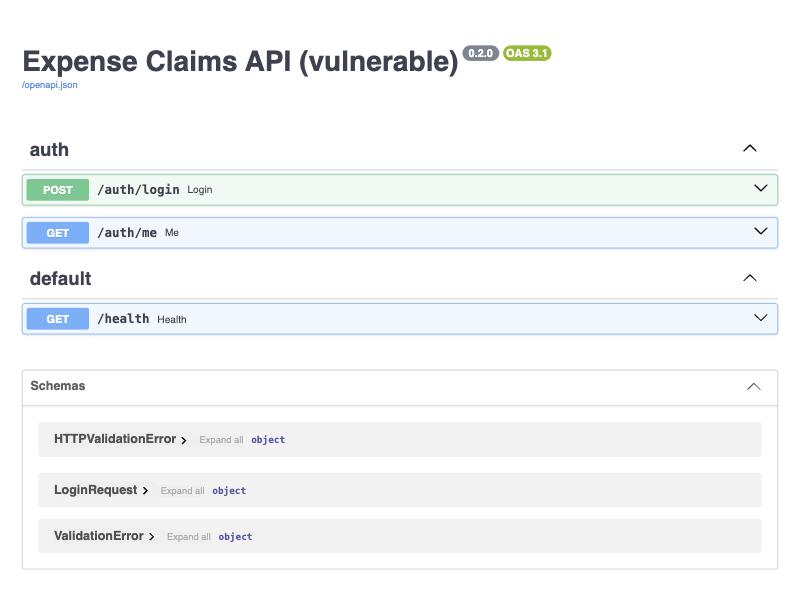 Expense Claims API (vulnerable) 0.2.0 OAS 3.1
/openapi.json
auth
POST /auth/login Login
GET /auth/me Me
default
GET /health Health
Schemas
HTTPValidationError Expand all object
LoginRequest Expand all object
ValidationError Expand all object